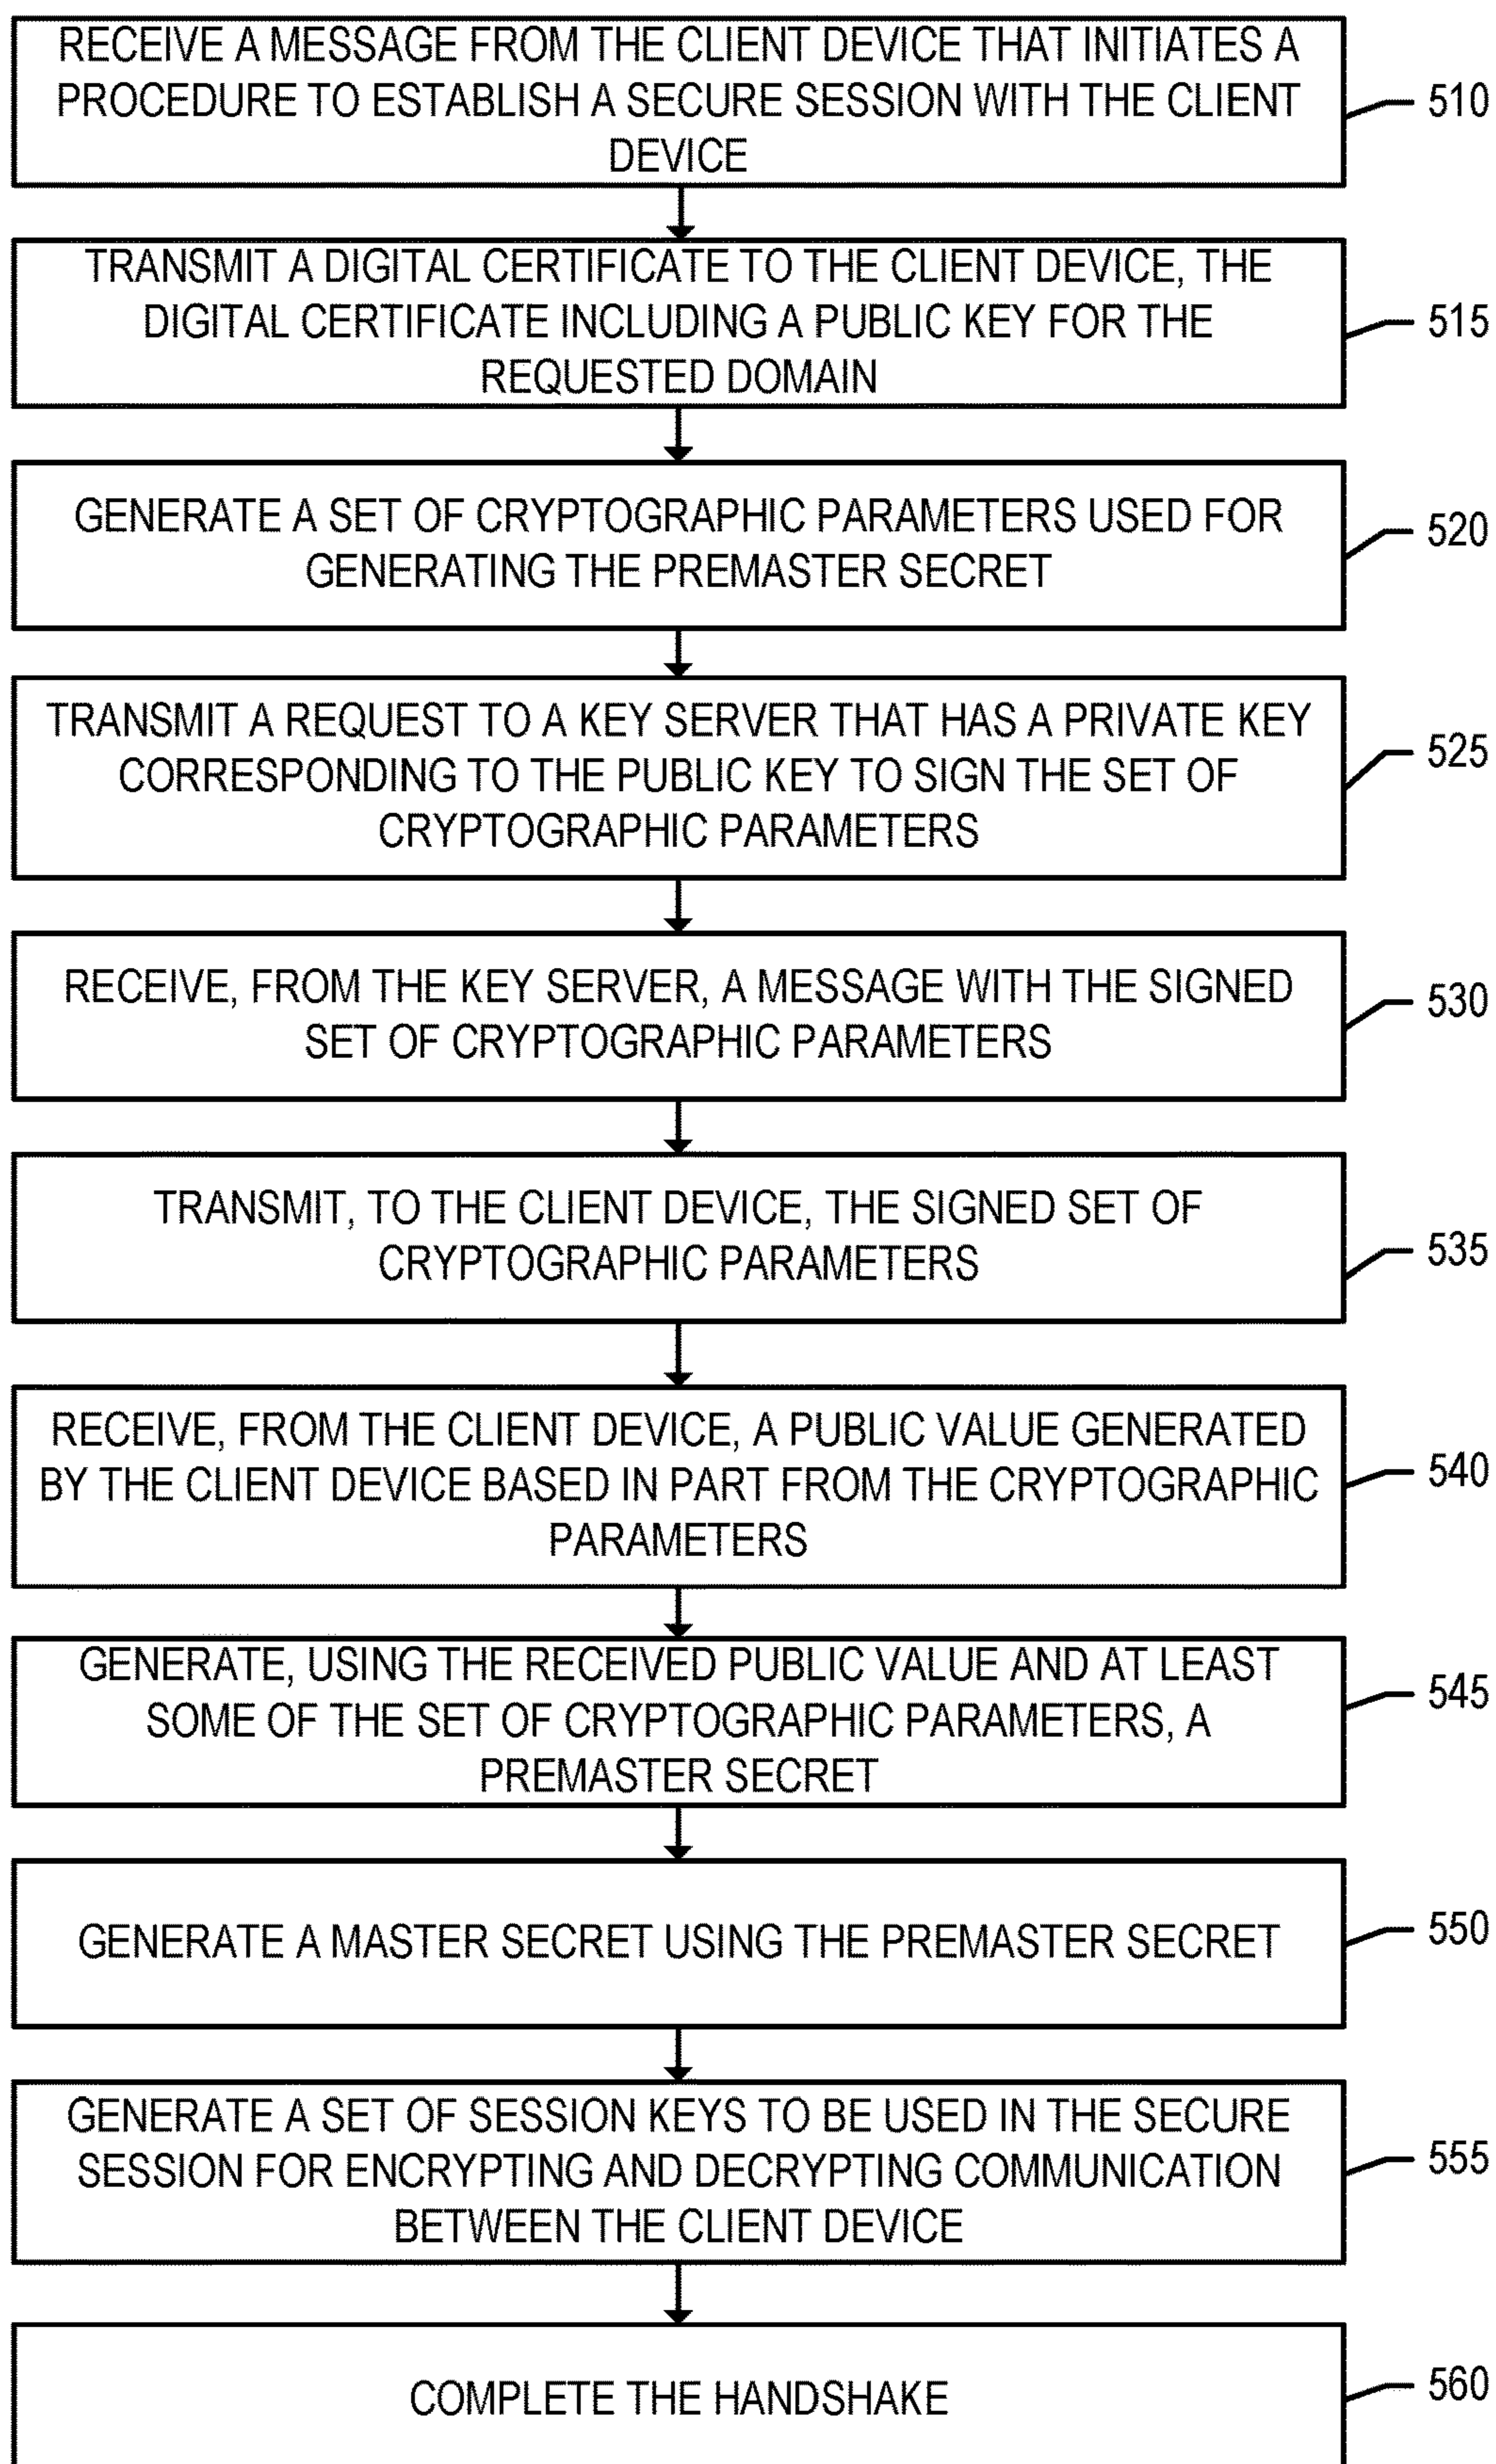 RECEIVE A MESSAGE FROM THE CLIENT DEVICE THAT INITIATES A
PROCEDURE TO ESTABLISH A SECURE SESSION WITH THE CLIENT
DEVICE
510
TRANSMIT A DIGITAL CERTIFICATE TO THE CLIENT DEVICE, THE
DIGITAL CERTIFICATE INCLUDING A PUBLIC KEY FOR THE
REQUESTED DOMAIN
515
GENERATE A SET OF CRYPTOGRAPHIC PARAMETERS USED FOR
GENERATING THE PREMASTER SECRET
520
TRANSMIT A REQUEST TO A KEY SERVER THAT HAS A PRIVATE KEY
CORRESPONDING TO THE PUBLIC KEY TO SIGN THE SET OF
CRYPTOGRAPHIC PARAMETERS
525
RECEIVE, FROM THE KEY SERVER, A MESSAGE WITH THE SIGNED
SET OF CRYPTOGRAPHIC PARAMETERS
530
TRANSMIT, TO THE CLIENT DEVICE, THE SIGNED SET OF
CRYPTOGRAPHIC PARAMETERS
535
RECEIVE, FROM THE CLIENT DEVICE, A PUBLIC VALUE GENERATED
BY THE CLIENT DEVICE BASED IN PART FROM THE CRYPTOGRAPHIC
PARAMETERS
540
GENERATE, USING THE RECEIVED PUBLIC VALUE AND AT LEAST
SOME OF THE SET OF CRYPTOGRAPHIC PARAMETERS, A
PREMASTER SECRET
545
GENERATE A MASTER SECRET USING THE PREMASTER SECRET
550
GENERATE A SET OF SESSION KEYS TO BE USED IN THE SECURE
SESSION FOR ENCRYPTING AND DECRYPTING COMMUNICATION
BETWEEN THE CLIENT DEVICE
555
COMPLETE THE HANDSHAKE
560